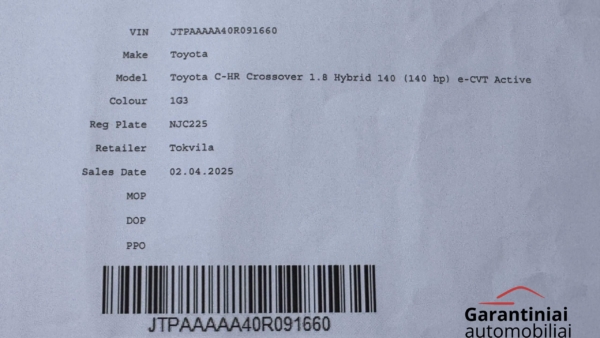 VIN JTPAAAAA40R091660
Make Toyota
Model Toyota C-HR Crossover 1.8 Hybrid 140 (140 hp) e-CVT Active
Colour 1G3
Reg Plate NJC225
Retailer Tokvila
Sales Date 02.04.2025
MOP
DOP
PPO
JTPAAAAA40R091660
Garantiniai
automobiliai